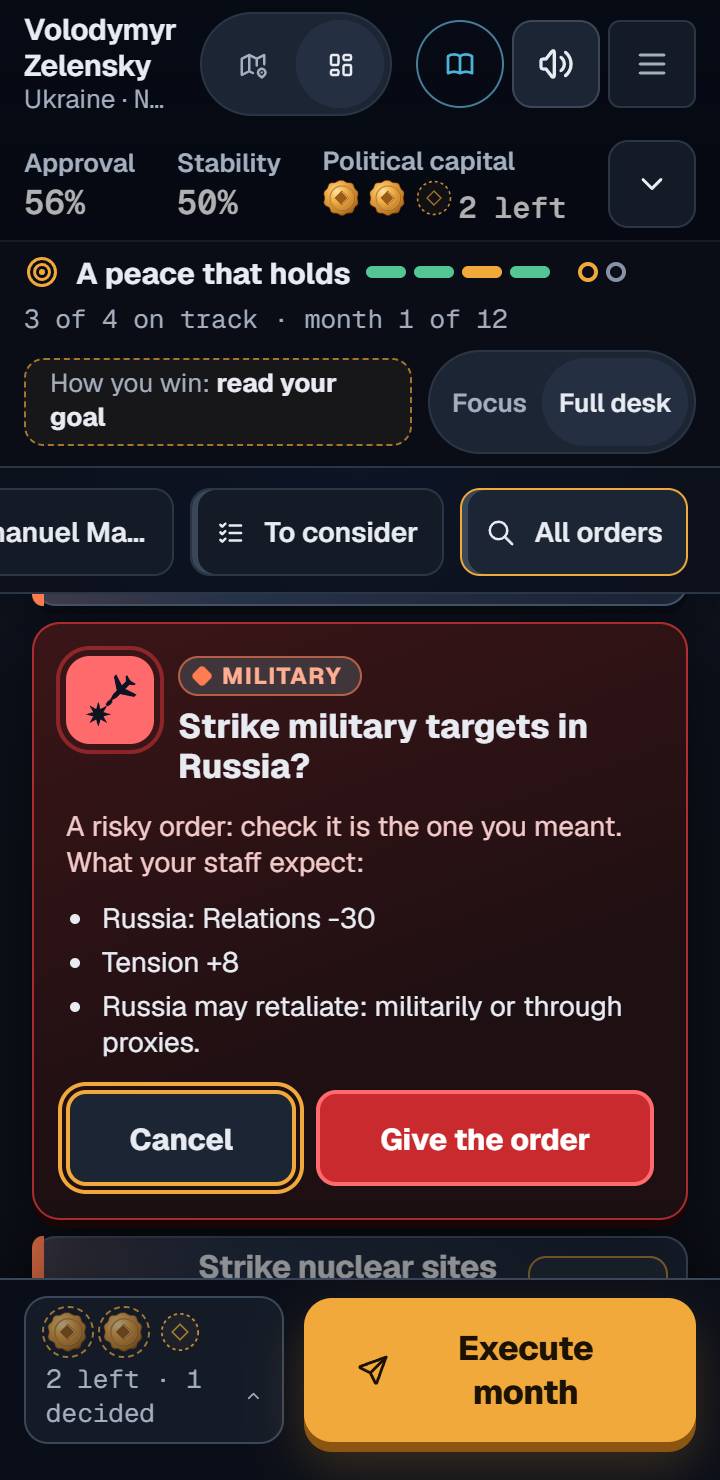 Volodymyr
Zelensky
Ukraine · N...
Approval
56%
Stability
50%
Political capital
2 left
A peace that holds
3 of 4 on track · month 1 of 12
How you win: read your
goal
Focus
Full desk
anuel Ma...
To consider
All orders
MILITARY
Strike military targets in
Russia?
A risky order: check it is the one you meant.
What your staff expect:
• Russia: Relations -30
• Tension +8
• Russia may retaliate: militarily or through
proxies.
Cancel
Give the order
Strike nuclear sites
2 left · 1
decided
Execute
month